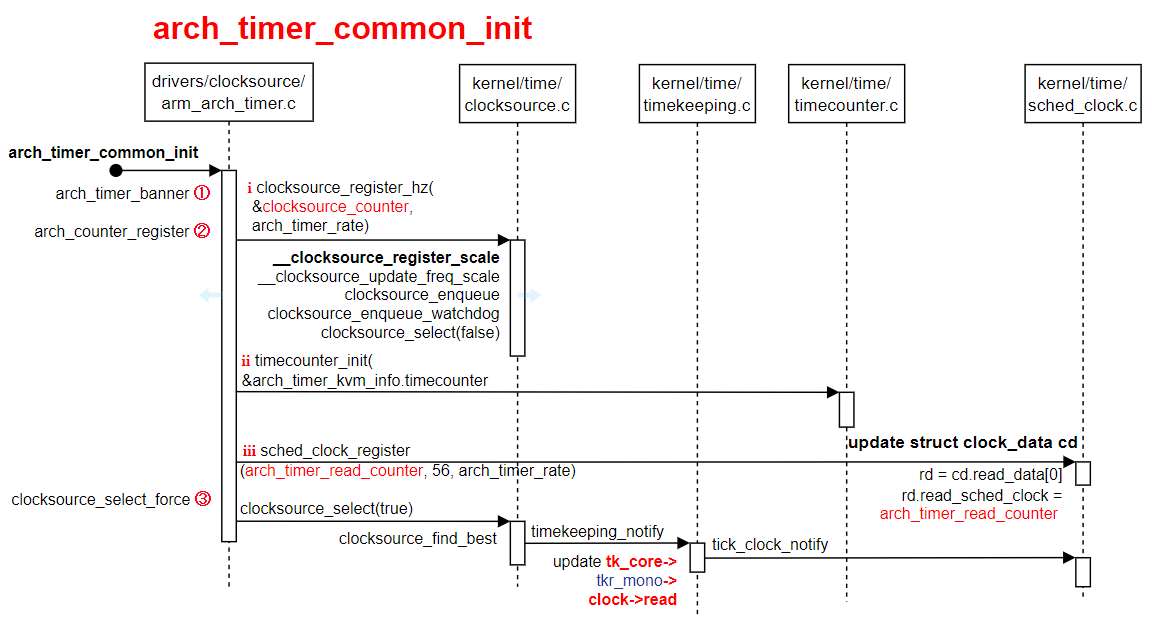 arch_timer_common_init
drivers/clocksource/
arm_arch_timer.c
kernel/time/
clocksource.c
kernel/time/
timekeeping.c
kernel/time/
timecounter.c
kernel/time/
sched_clock.c
arch_timer_common_init
arch_timer_banner ①
arch_counter_register ②
i clocksource_register_hz(
&clocksource_counter,
arch_timer_rate)
__clocksource_register_scale
__clocksource_update_freq_scale
clocksource_enqueue
clocksource_enqueue_watchdog
clocksource_select(false)
ii timecounter_init(
&arch_timer_kvm_info.timecounter
iii sched_clock_register
(arch_timer_read_counter, 56, arch_timer_rate)
update struct clock_data cd
rd = cd.read_data[0]
rd.read_sched_clock =
arch_timer_read_counter
clocksource_select_force ③
clocksource_select(true)
clocksource_find_best
timekeeping_notify
update tk_core->
tkr_mono->
clock->read
tick_clock_notify